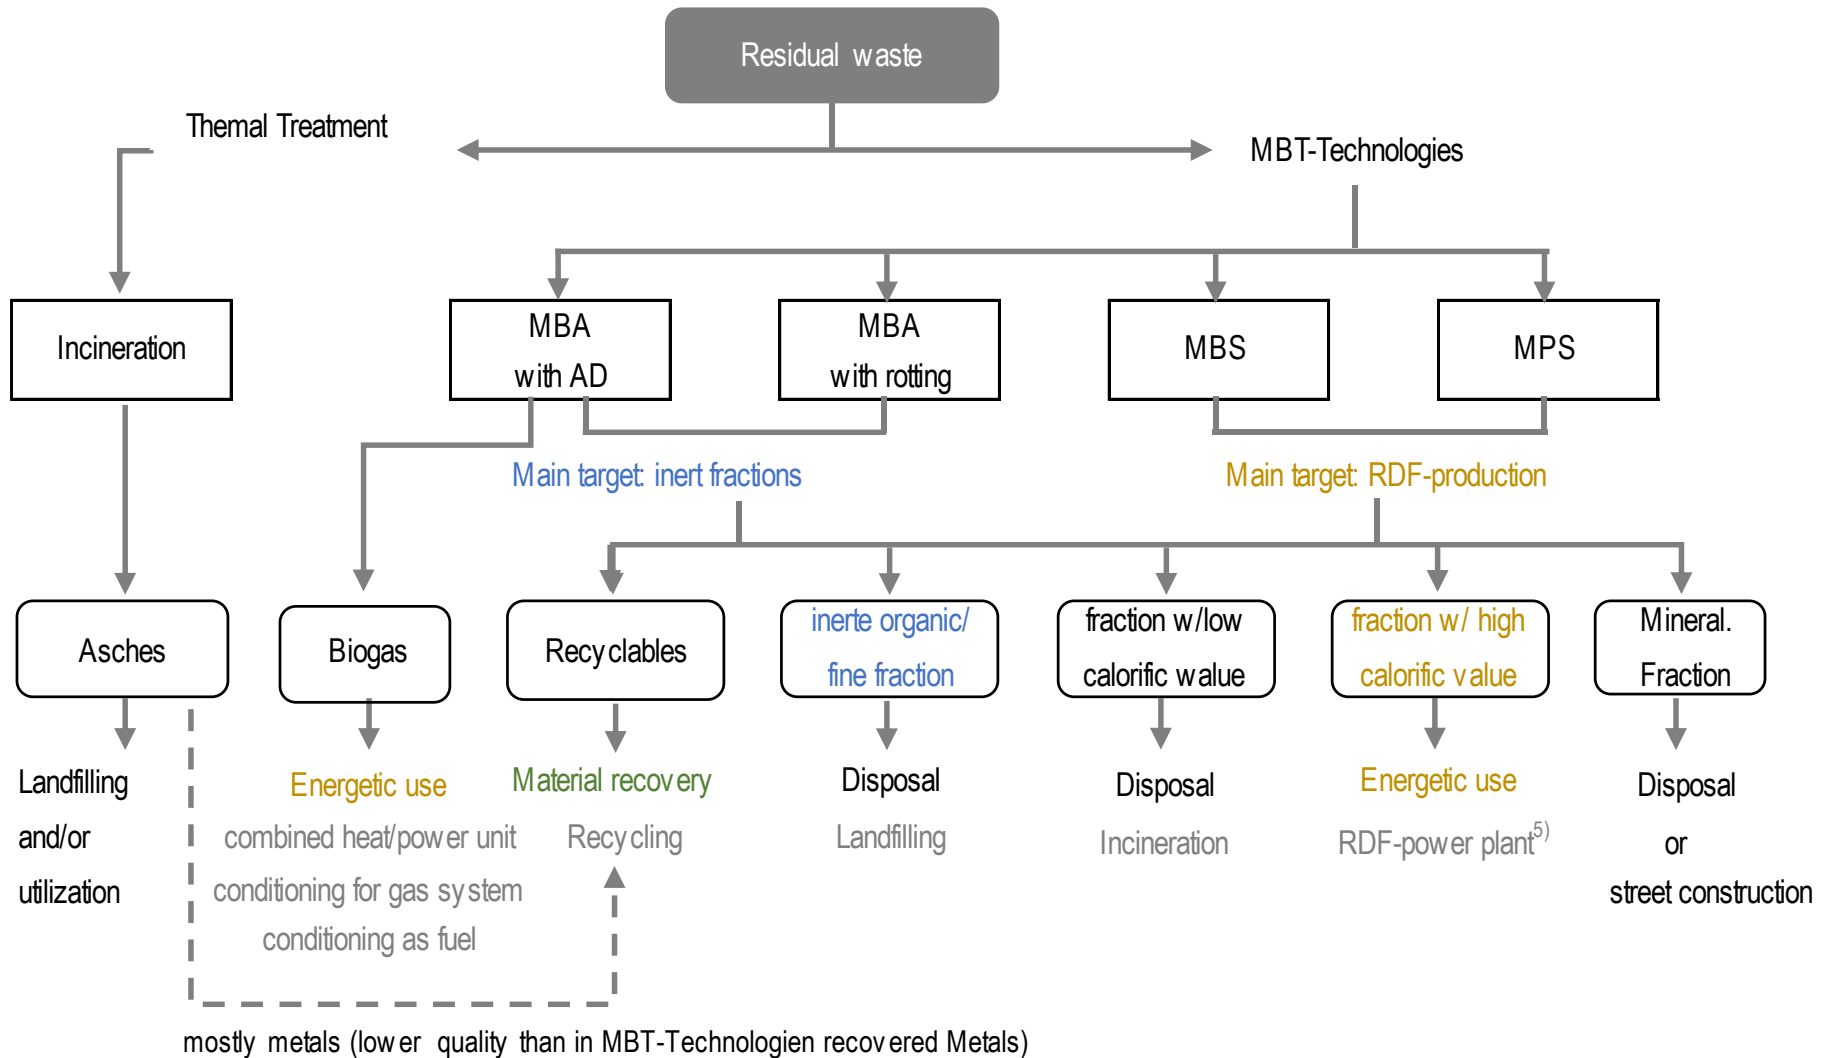 Residual waste
Themal Treatment
MBT-Technologies
Incineration
MBA
with AD
MBA
with rotting
MBS
MPS
Main target: inert fractions
Main target: RDF-production
Asches
Biogas
Recyclables
inerte organic/
fine fraction
fraction w/low
calorific walue
fraction w/ high
calorific value
Mineral.
Fraction
Landfilling
and/or
utilization
Energetic use
combined heat/power unit
conditioning for gas system
conditioning as fuel
Material recovery
Recycling
Disposal
Landfilling
Disposal
Incineration
Energetic use
RDF-power plant5)
Disposal
or
street construction
mostly metals (lower quality than in MBT-Technologien recovered Metals)